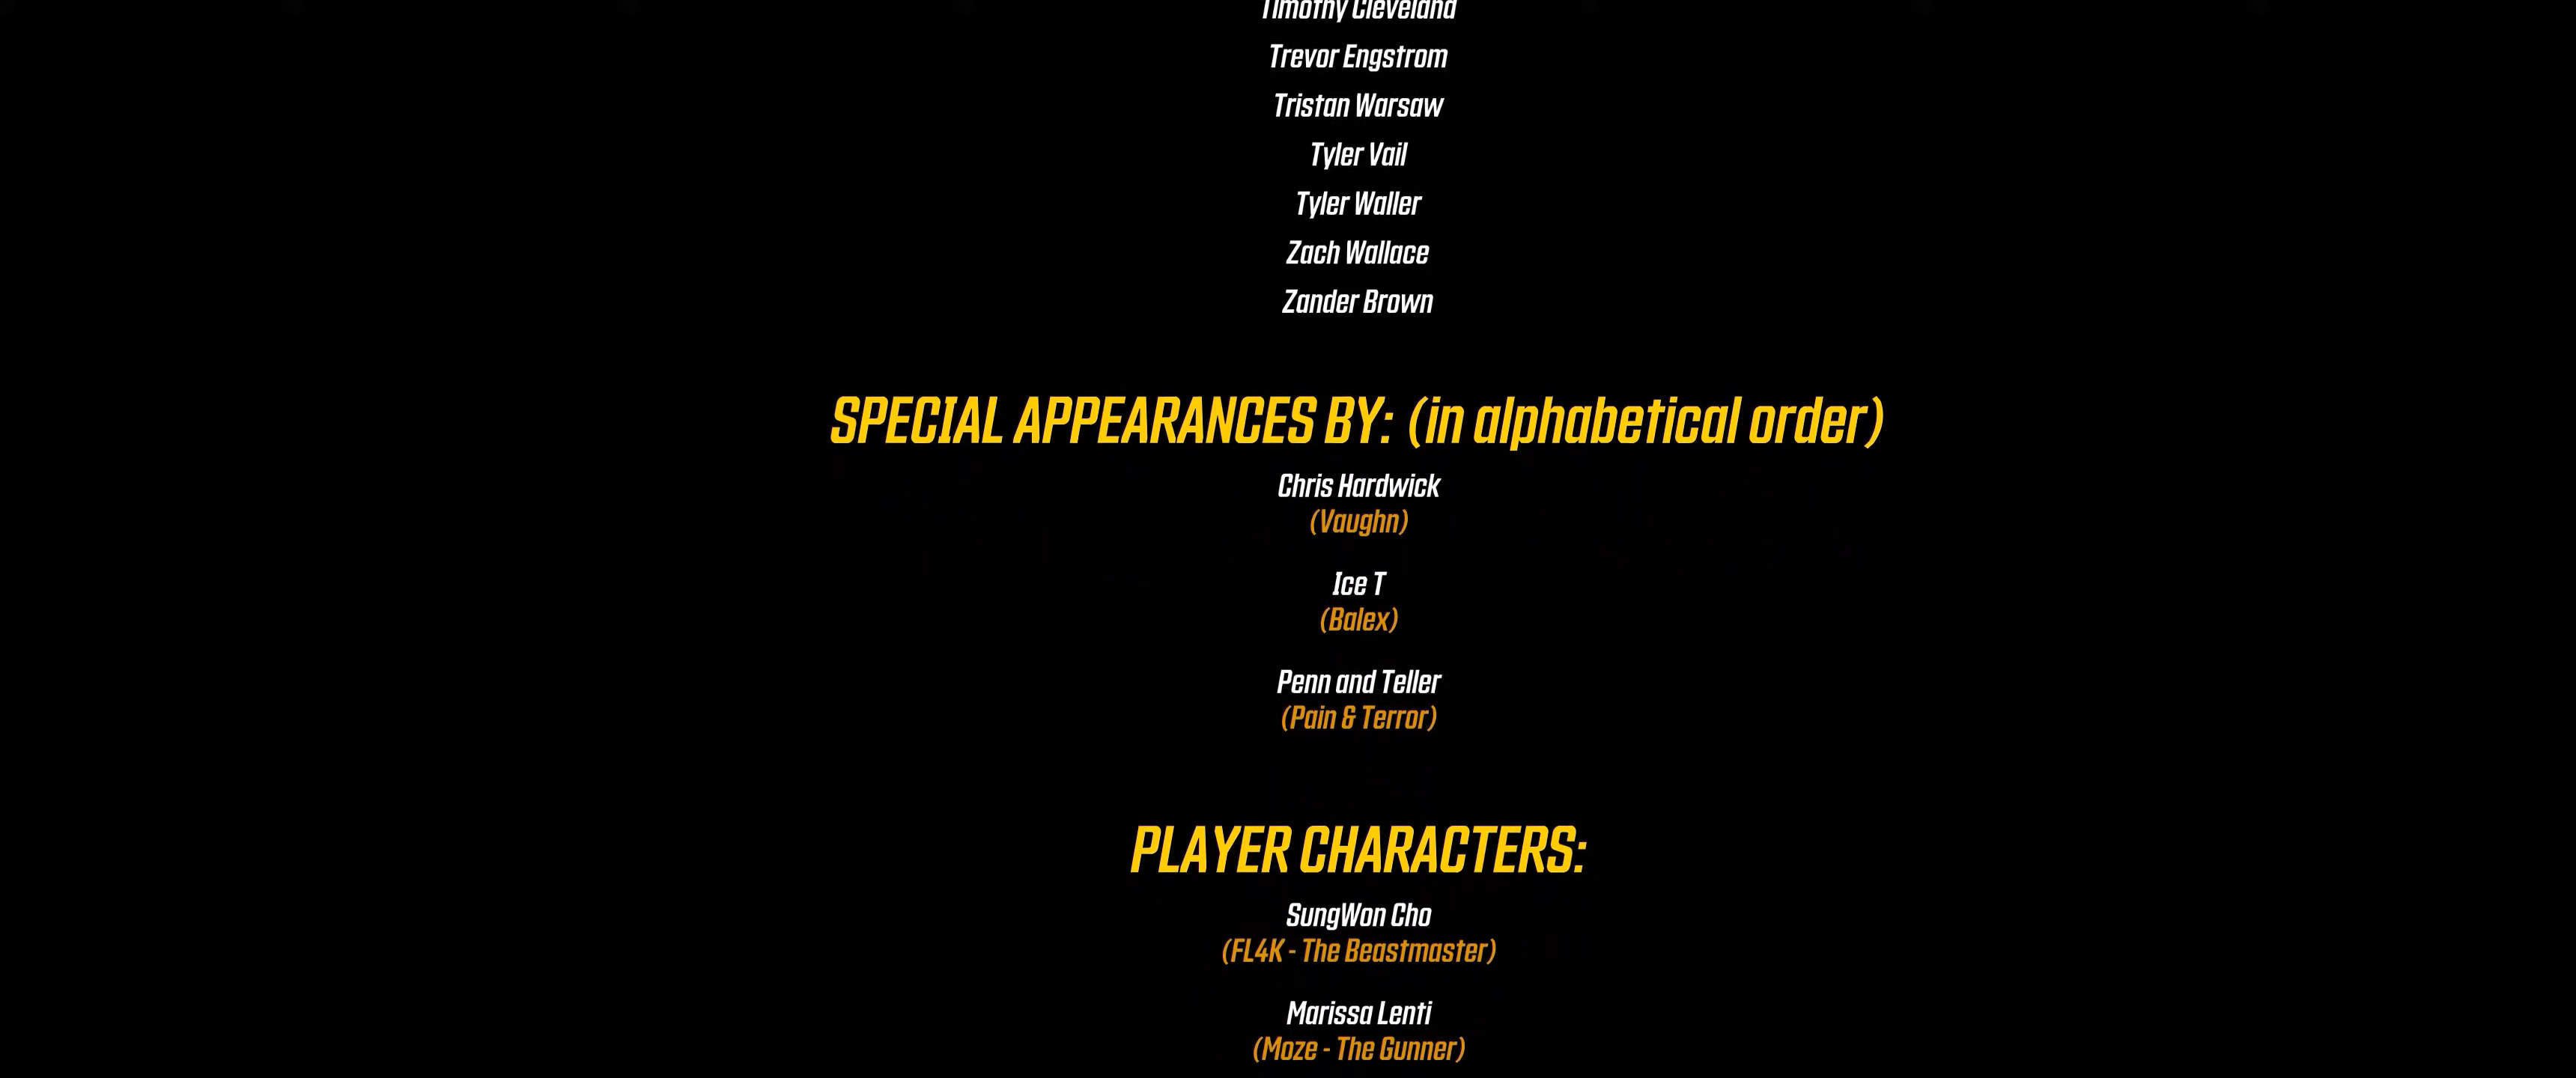 Timothy Cleveland
Trevor Engstrom
Tristan Warsaw
Tyler Vail
Tyler Waller
Zach Wallace
Zander Brown
SPECIAL APPEARANCES BY: (in alphabetical order)
Chris Hardwick
(Vaughn)
Ice T
(Balex)
Penn and Teller
(Pain & Terror)
PLAYER CHARACTERS:
SungWon Cho
(FL4K - The Beastmaster)
Marissa Lenti
(Moze - The Gunner)